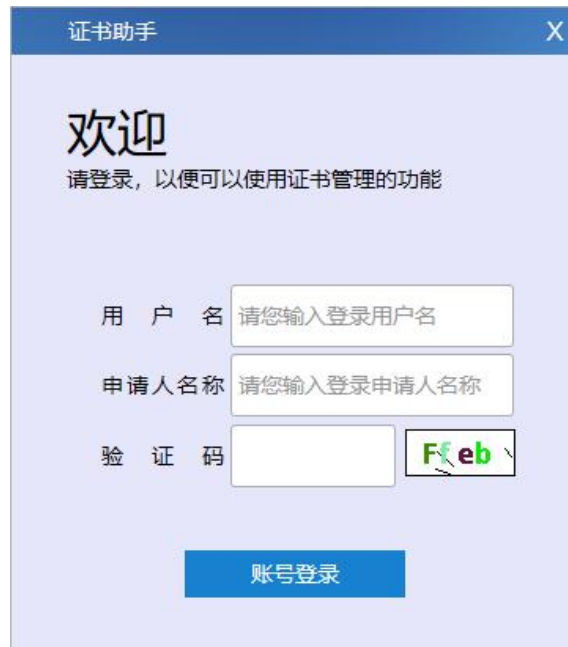 证书助手 X
欢迎
请登录，以便可以使用证书管理的功能
用户名 请您输入登录用户名
申请人名称 请您输入登录申请人名称
验证码 Ffeb
账号登录